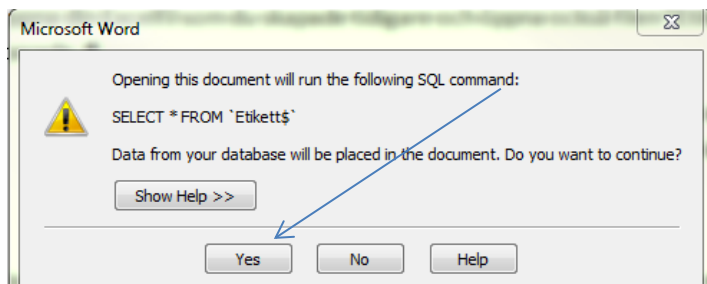 Microsoft Word
Opening this document will run the following SQL command:
SELECT * FROM `Etikett$`
Data from your database will be placed in the document. Do you want to continue?
Show Help >>
Yes
No
Help